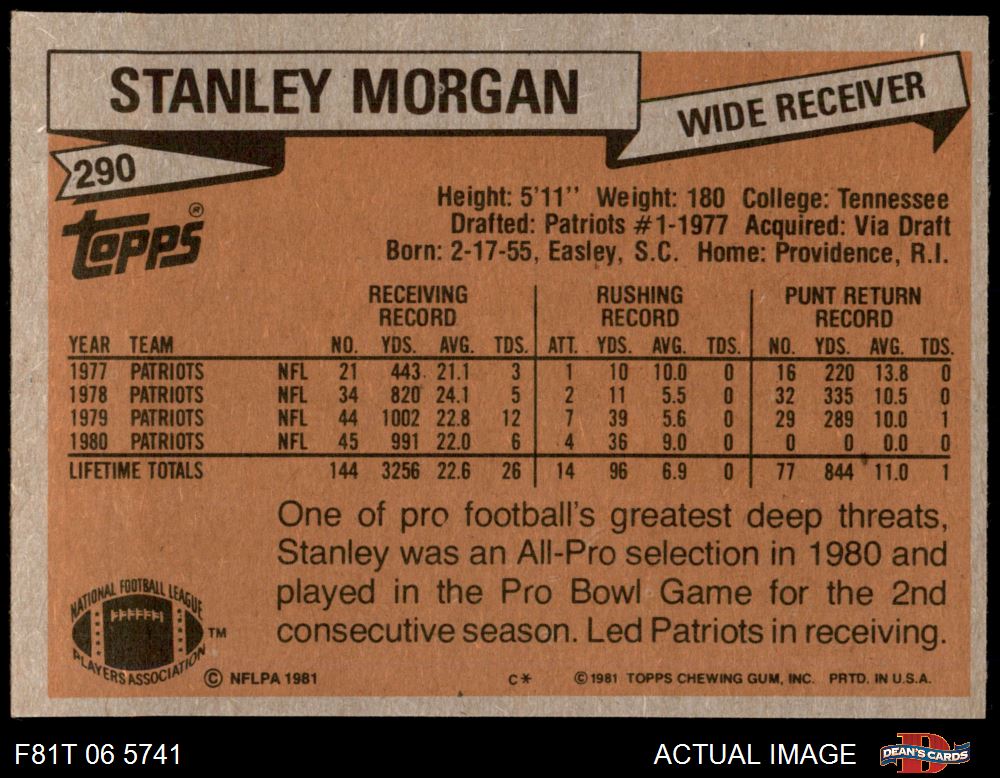 STANLEY MORGAN
WIDE RECEIVER
290
topps®
Height: 5'11'' Weight: 180 College: Tennessee
Drafted: Patriots #1-1977 Acquired: Via Draft
Born: 2-17-55, Easley, S.C. Home: Providence, R.I.
RECEIVING RECORD RUSHING RECORD PUNT RETURN RECORD
YEAR TEAM NO. YDS. AVG. TDS. ATT. YDS. AVG. TDS. NO. YDS. AVG. TDS.
1977 PATRIOTS NFL 21 443 21.1 3 1 10 10.0 0 16 220 13.8 0
1978 PATRIOTS NFL 34 820 24.1 5 2 11 5.5 0 32 335 10.5 0
1979 PATRIOTS NFL 44 1002 22.8 12 7 39 5.6 0 29 289 10.0 1
1980 PATRIOTS NFL 45 991 22.0 6 4 36 9.0 0 0 0 0.0 0
LIFETIME TOTALS 144 3256 22.6 26 14 96 6.9 0 77 844 11.0 1
One of pro football's greatest deep threats,
Stanley was an All-Pro selection in 1980 and
played in the Pro Bowl Game for the 2nd
consecutive season. Led Patriots in receiving.
NATIONAL FOOTBALL LEAGUE
PLAYERS ASSOCIATION
TM
© NFLPA 1981
C*
©1981 TOPPS CHEWING GUM, INC. PRTD. IN U.S.A.
F81T 06 5741
ACTUAL IMAGE
D
DEAN'S CARDS